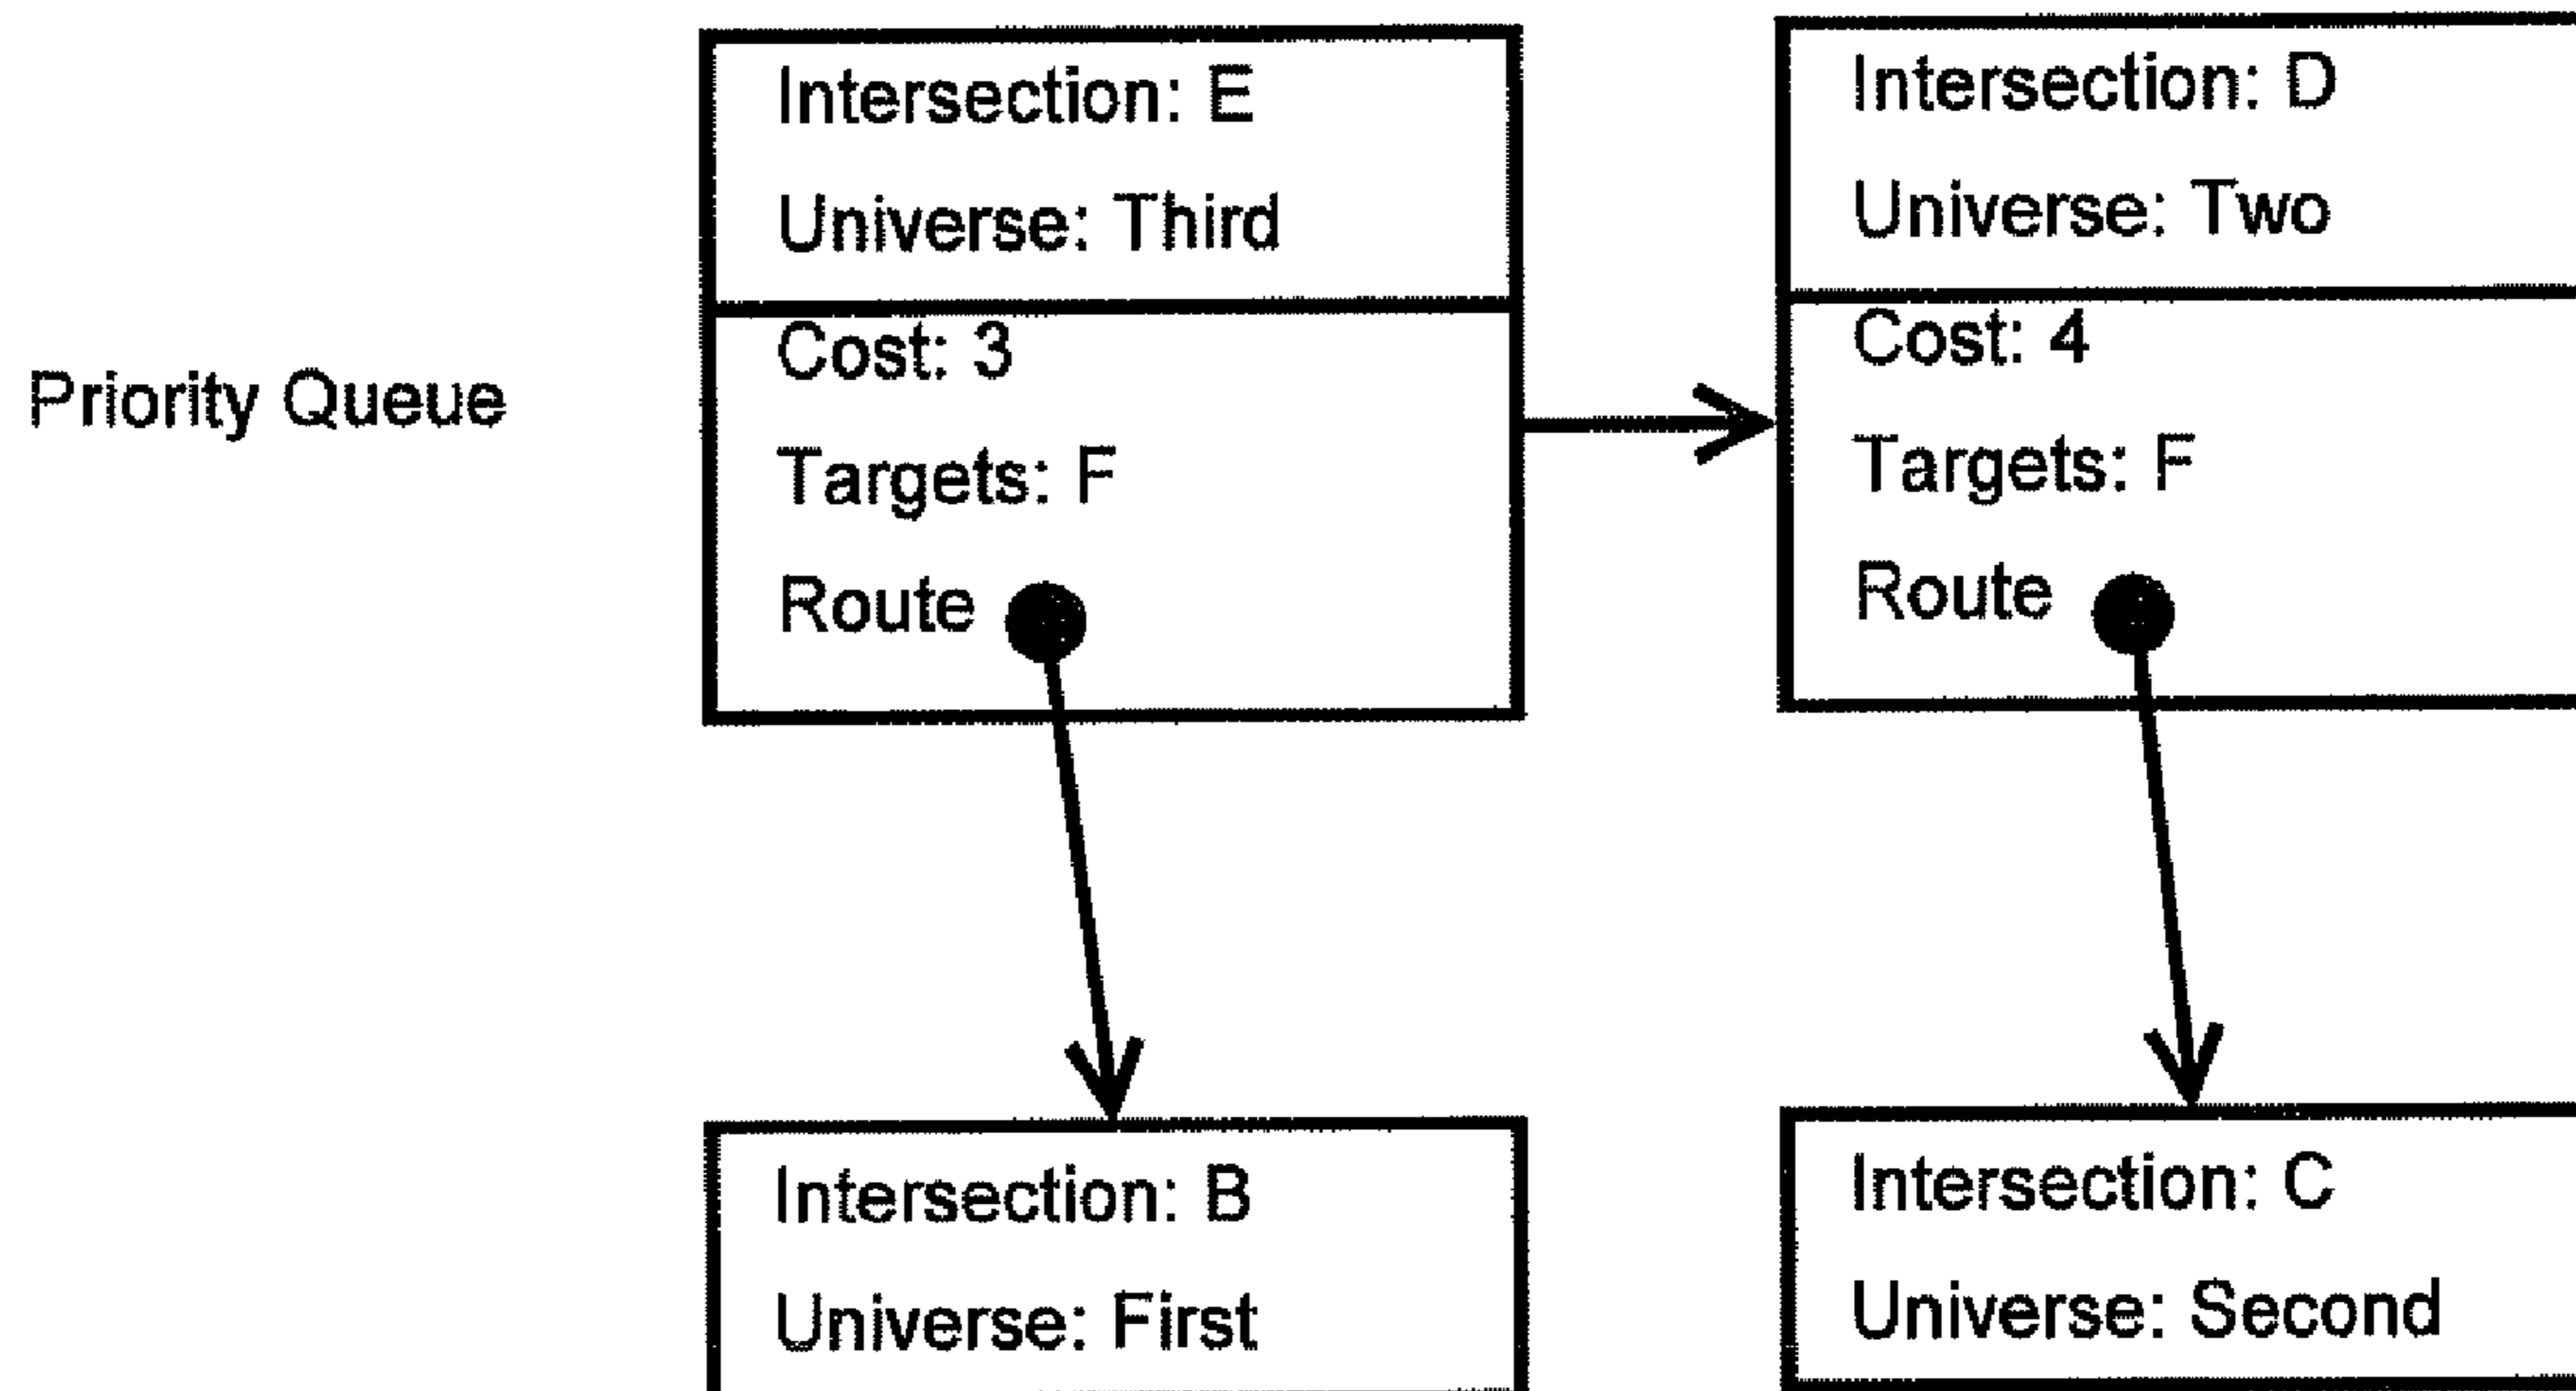 Priority Queue
Intersection: E
Universe: Third
Cost: 3
Targets: F
Route
Intersection: D
Universe: Two
Cost: 4
Targets: F
Route
Intersection: B
Universe: First
Intersection: C
Universe: Second